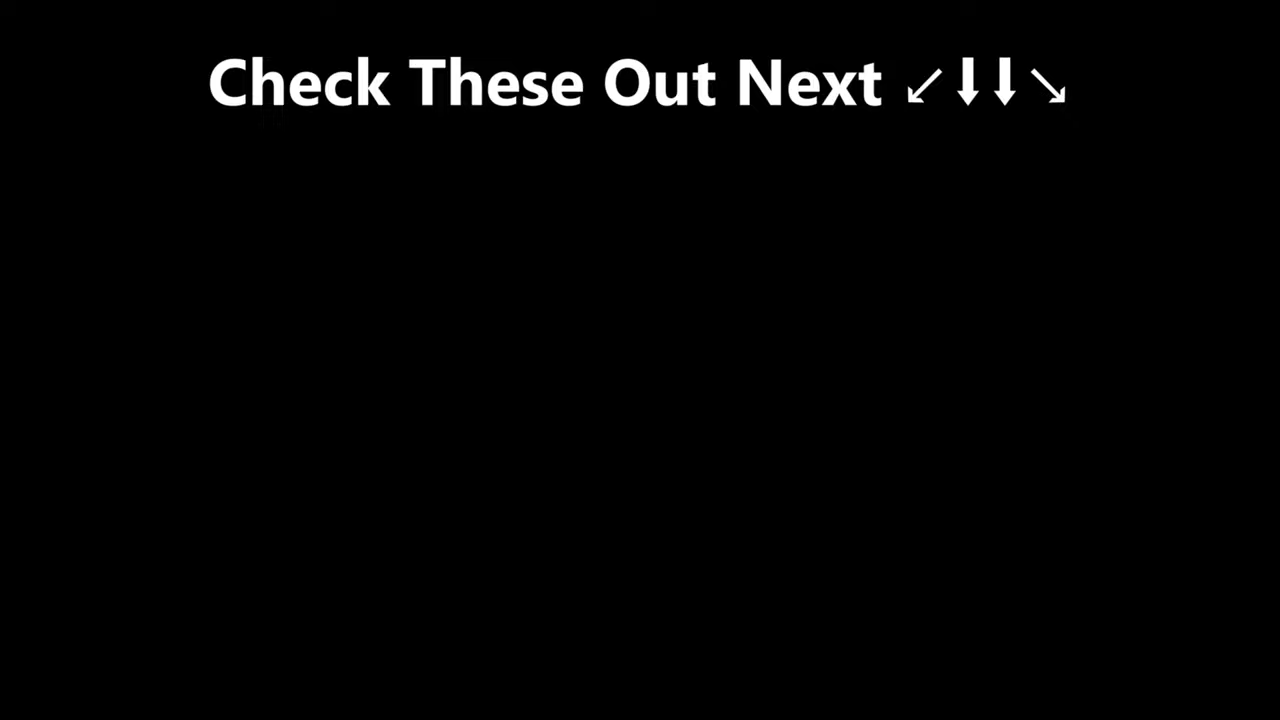 Check These Out Next ↙⬇⬇↘